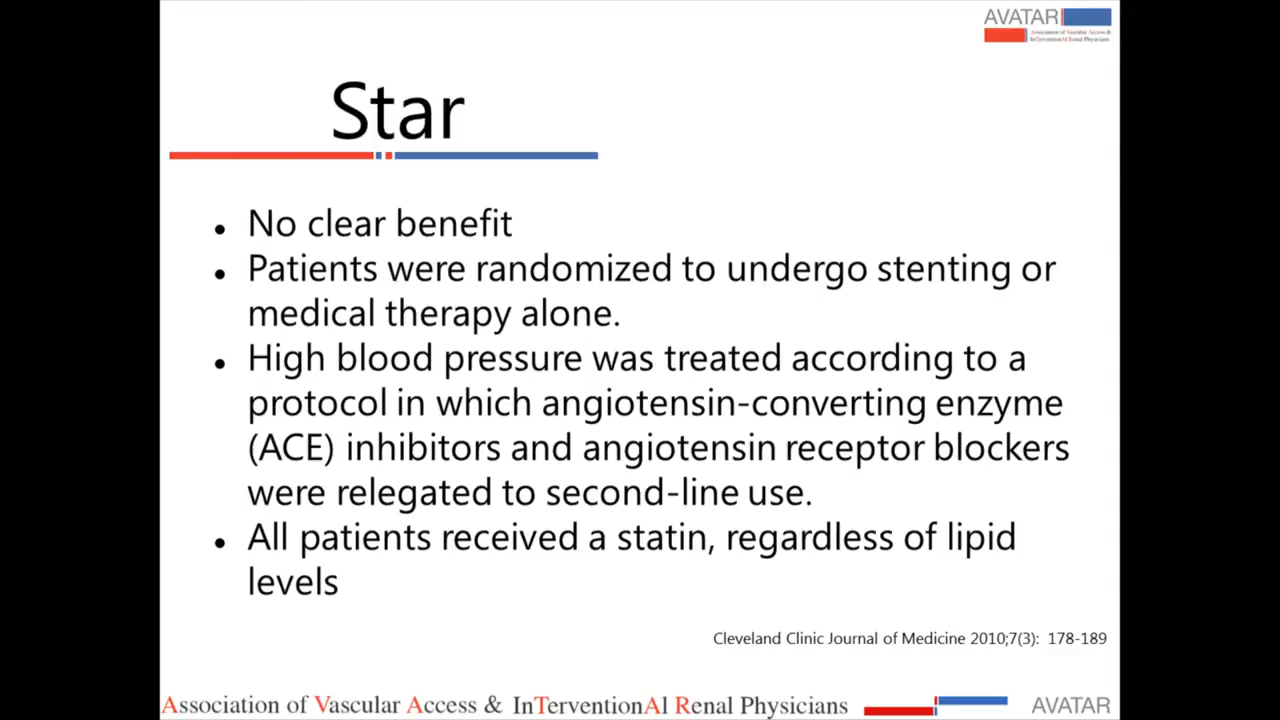 AVATAR
Association of Vascular Access &
InTerventionAl Renal Physicians
Star
• No clear benefit
• Patients were randomized to undergo stenting or
medical therapy alone.
• High blood pressure was treated according to a
protocol in which angiotensin-converting enzyme
(ACE) inhibitors and angiotensin receptor blockers
were relegated to second-line use.
• All patients received a statin, regardless of lipid
levels
Cleveland Clinic Journal of Medicine 2010;7(3): 178-189
Association of Vascular Access & InTerventionAl Renal Physicians
AVATAR